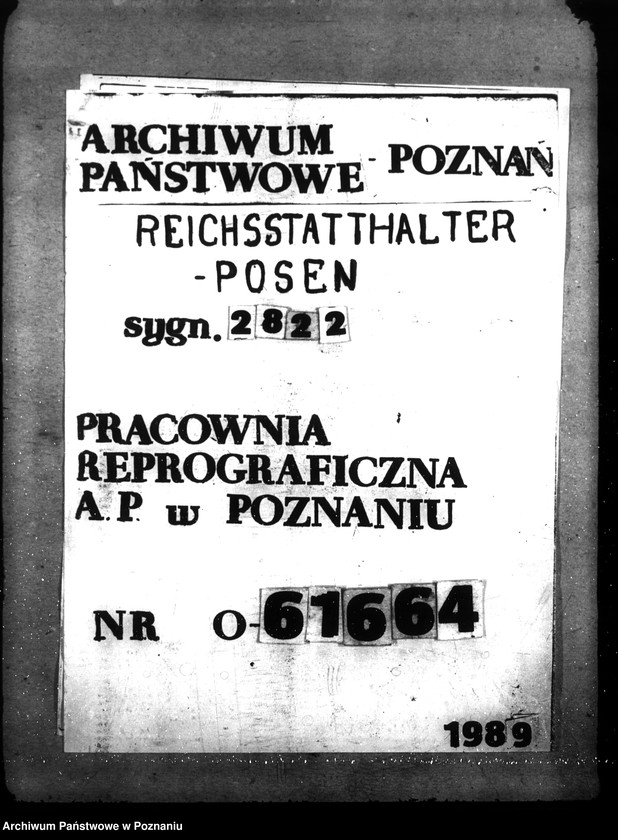 ARCHIWUM
PAŃSTWOWE - POZNAŃ
REICHSSTATTHALTER
-POSEN
sygn. 2822
PRACOWNIA
REPROGRAFICZNA
A.P. w POZNANIU
NR O-61664
1989
Archiwum Państwowe w Poznaniu